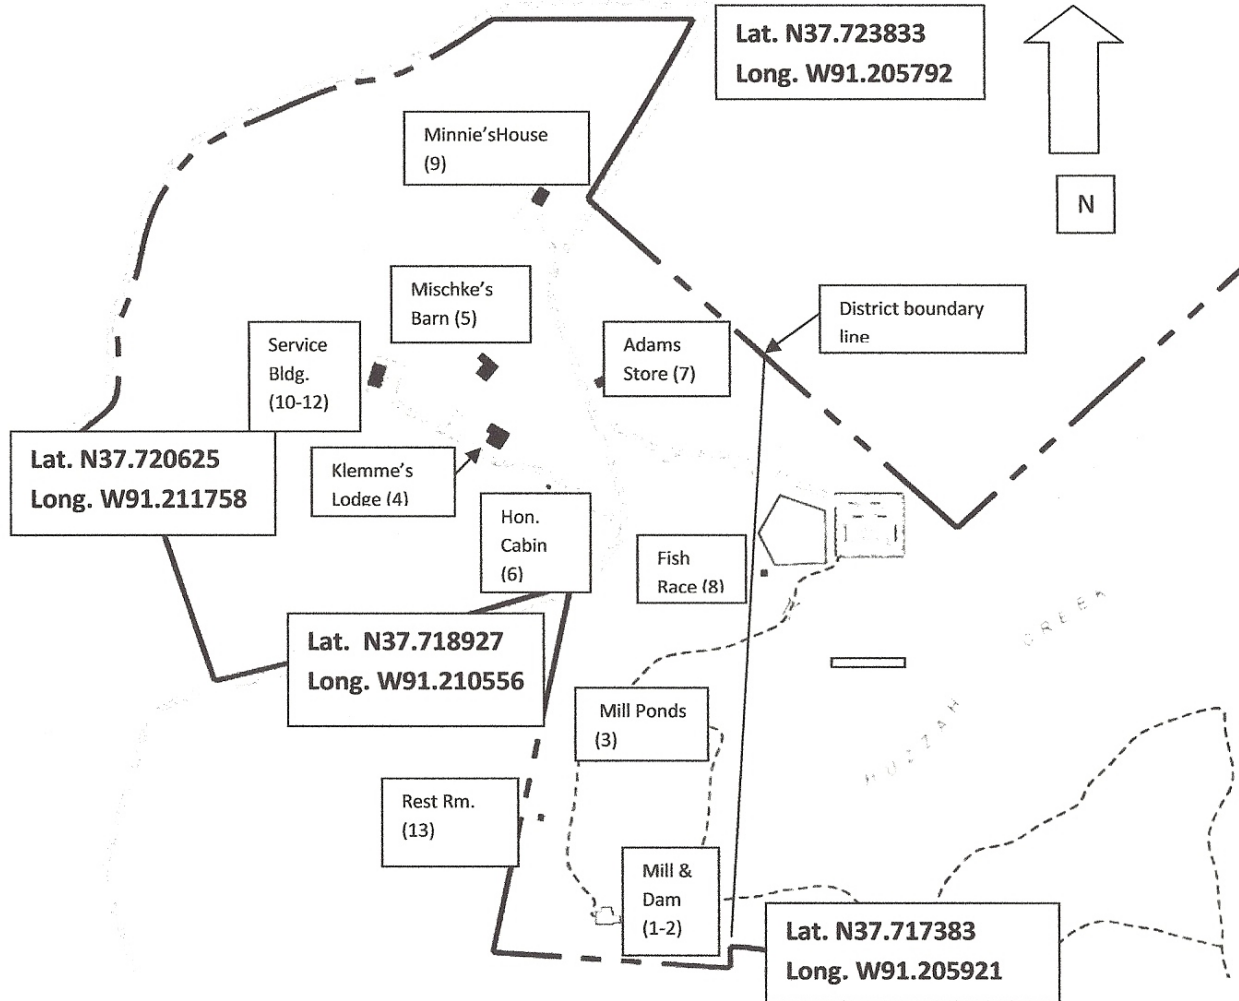 Lat. N37.723833
Long. W91.205792
Minnie'sHouse
(9)
N
Mischke's
Barn (5)
District boundary
line
Service
Bldg.
(10-12)
Adams
Store (7)
Lat. N37.720625
Long. W91.211758
Klemme's
Lodge (4)
Hon.
Cabin
(6)
Fish
Race (8)
Lat. N37.718927
Long. W91.210556
HUZZAH CREEK
Mill Ponds
(3)
Rest Rm.
(13)
Mill &
Dam
(1-2)
Lat. N37.717383
Long. W91.205921